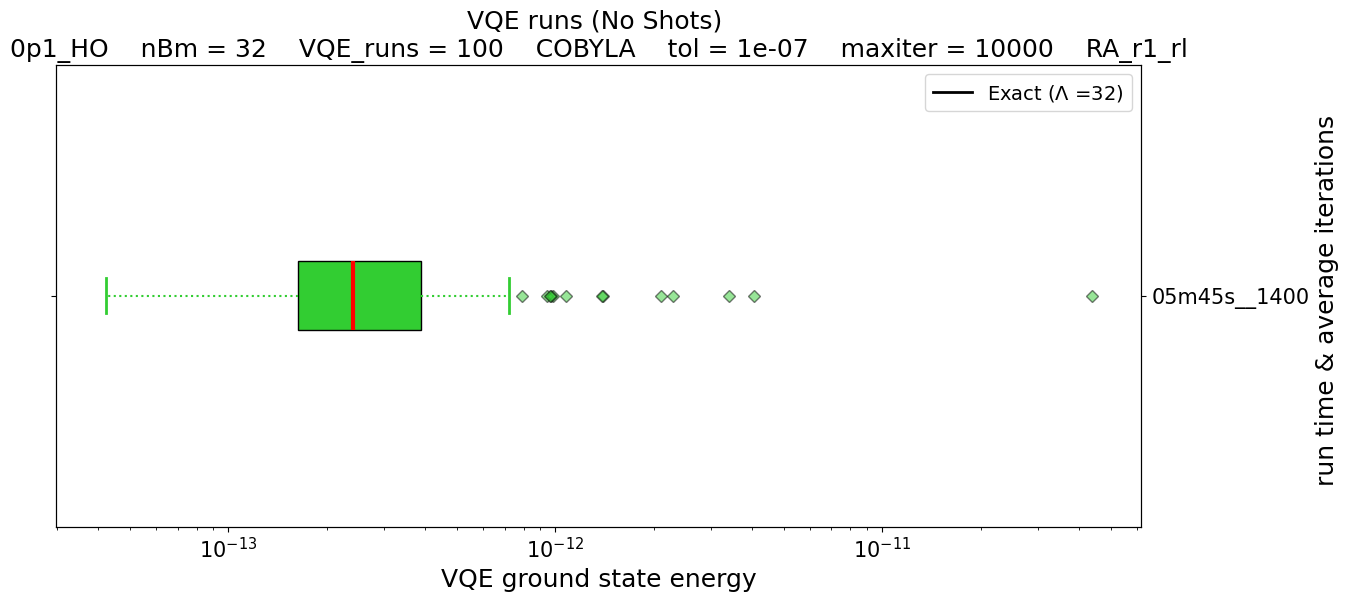 VQE runs (No Shots)
0p1_HO    nBm = 32    VQE_runs = 100    COBYLA    tol = 1e-07    maxiter = 10000    RA_r1_rl
Exact (Λ =32)
05m45s__1400
run time & average iterations
10⁻¹³ 10⁻¹² 10⁻¹¹
VQE ground state energy